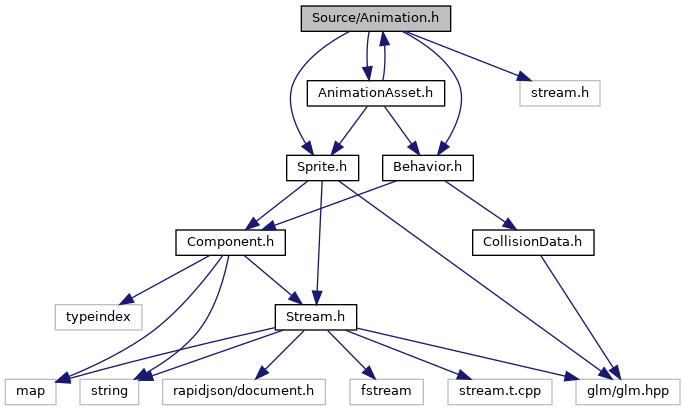 Source/Animation.h
AnimationAsset.h
stream.h
Sprite.h
Behavior.h
Component.h
CollisionData.h
typeindex
Stream.h
map
string
rapidjson/document.h
fstream
stream.t.cpp
glm/glm.hpp